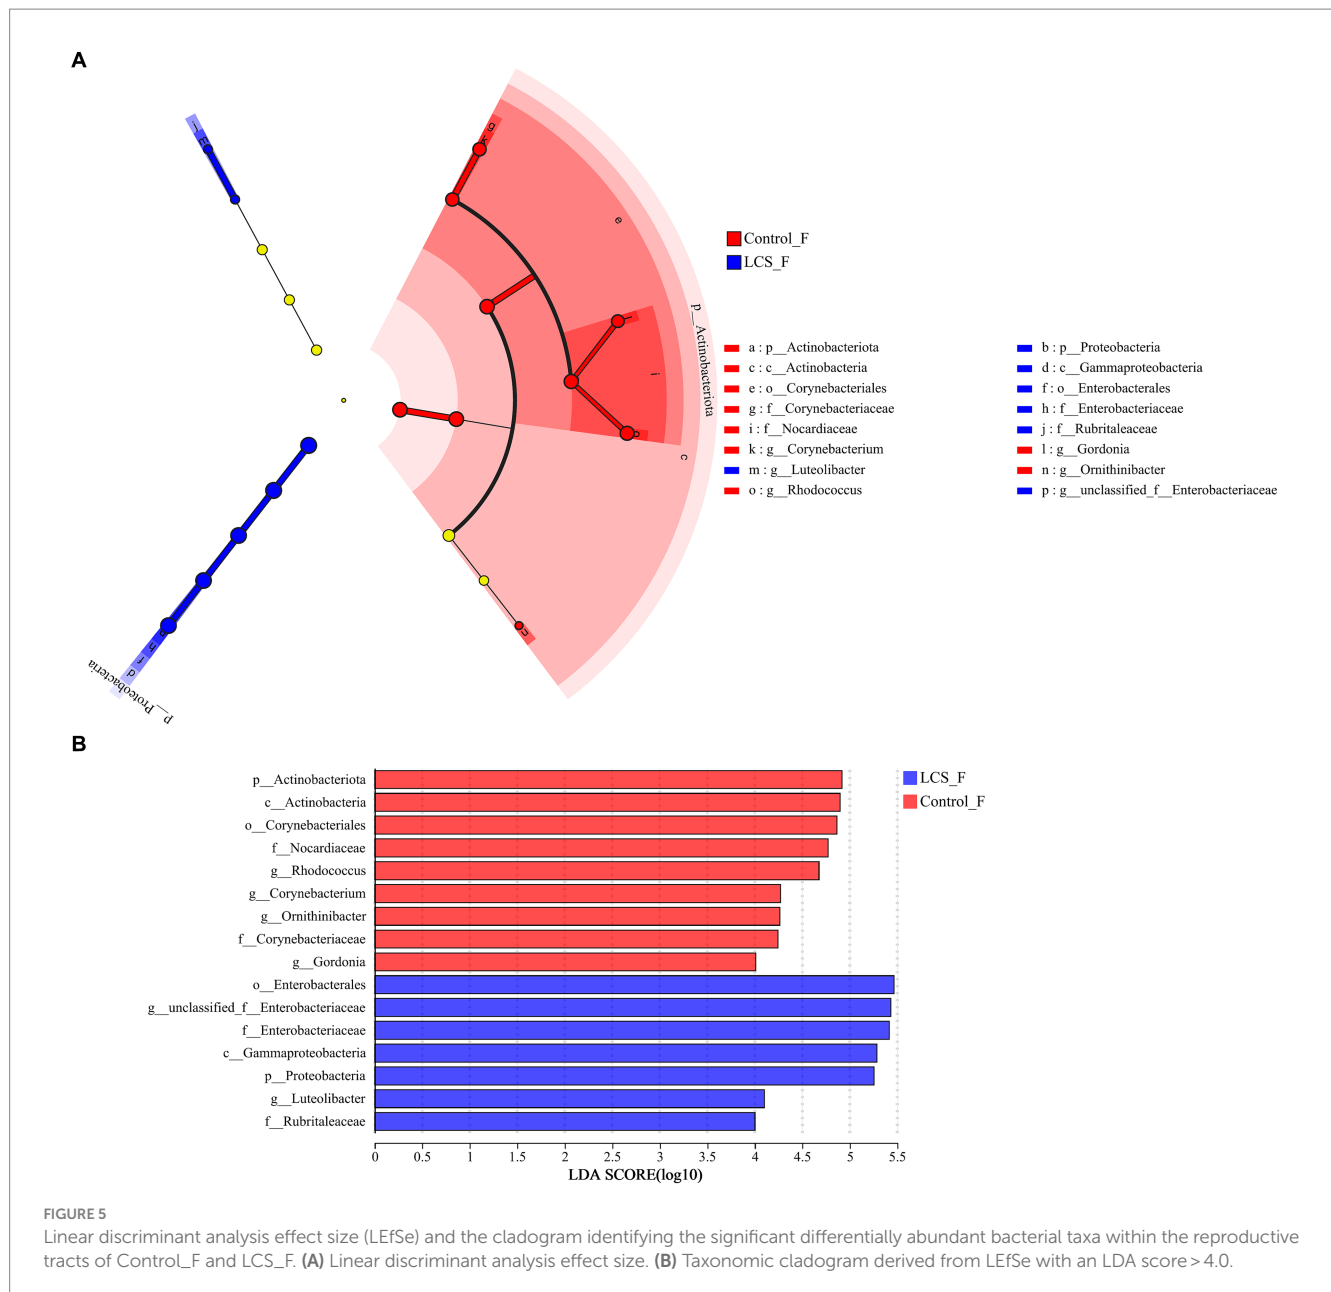 A
g
k
e
l
i
o
c
n
p__Actinobacteriota
j
m
p
h
f
d
p__Proteobacteria
Control_F
LCS_F
a : p__Actinobacteriota
c : c__Actinobacteria
e : o__Corynebacteriales
g : f__Corynebacteriaceae
i : f__Nocardiaceae
k : g__Corynebacterium
m : g__Luteolibacter
o : g__Rhodococcus
b : p__Proteobacteria
d : c__Gammaproteobacteria
f : o__Enterobacterales
h : f__Enterobacteriaceae
j : f__Rubritaleaceae
l : g__Gordonia
n : g__Ornithinibacter
p : g__unclassified_f__Enterobacteriaceae
B
p__Actinobacteriota
c__Actinobacteria
o__Corynebacteriales
f__Nocardiaceae
g__Rhodococcus
g__Corynebacterium
g__Ornithinibacter
f__Corynebacteriaceae
g__Gordonia
o__Enterobacterales
g__unclassified_f__Enterobacteriaceae
f__Enterobacteriaceae
c__Gammaproteobacteria
p__Proteobacteria
g__Luteolibacter
f__Rubritaleaceae
LCS_F
Control_F
0 0.5 1 1.5 2 2.5 3 3.5 4 4.5 5 5.5
LDA SCORE(log10)
FIGURE 5
Linear discriminant analysis effect size (LEfSe) and the cladogram identifying the significant differentially abundant bacterial taxa within the reproductive
tracts of Control_F and LCS_F. (A) Linear discriminant analysis effect size. (B) Taxonomic cladogram derived from LEfSe with an LDA score > 4.0.